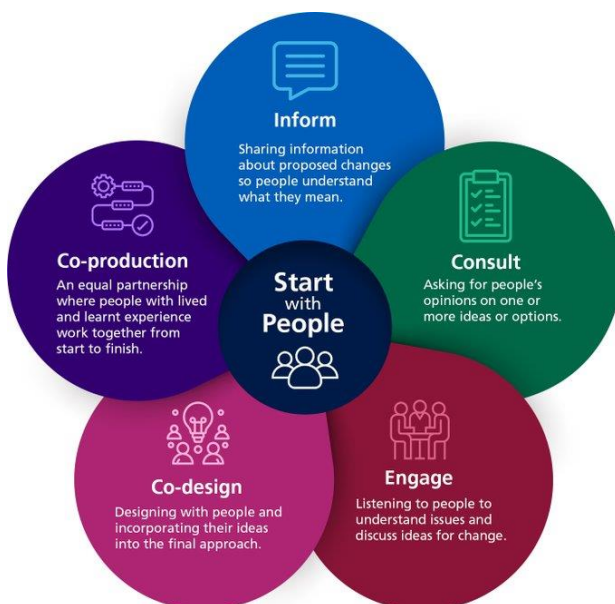 Inform
Sharing information
about proposed changes
so people understand
what they mean.
Consult
Asking for people's
opinions on one or
more ideas or options.
Engage
Listening to people to
understand issues and
discuss ideas for change.
Co-design
Designing with people and
incorporating their ideas
into the final approach.
Co-production
An equal partnership
where people with lived
and learnt experience
work together from
start to finish.
Start
with
People